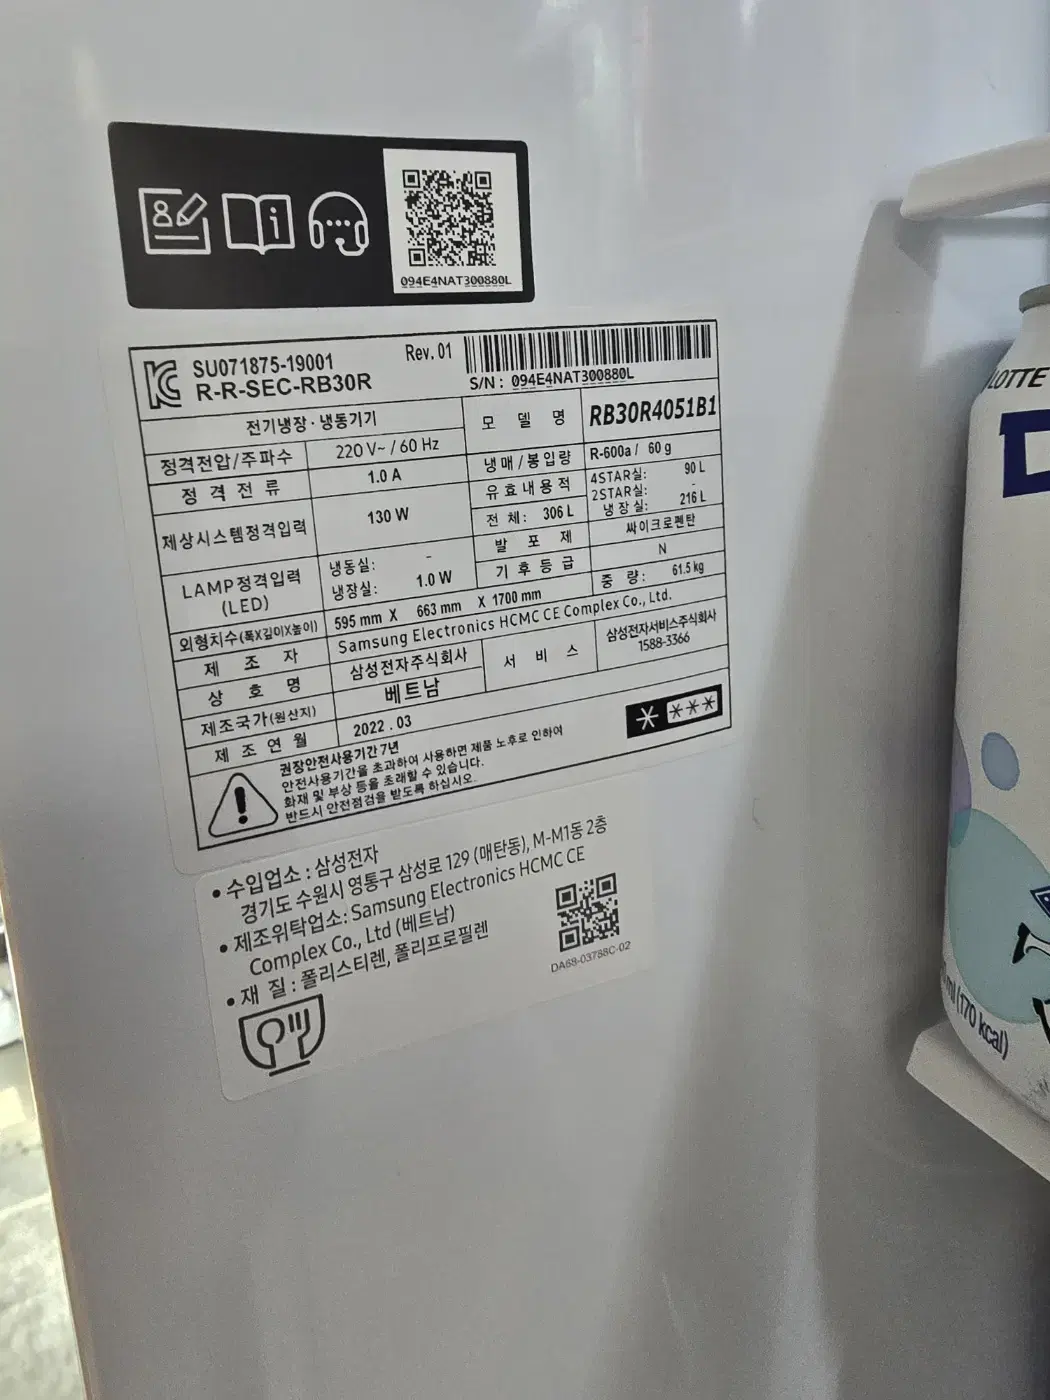 094E4NAT300880L
SU071875-19001
R-R-SEC-RB30R
Rev. 01
S/N : 094E4NAT300880L
전기냉장·냉동기기
모 델 명 RB30R4051B1
정격전압/주파수 220 V~ / 60 Hz
냉매/봉입량 R-600a / 60 g
정 격 전 류 1.0 A
유효내용적
전 체: 306 L
4STAR실: 90 L
2STAR실: -
냉 장 실: 216 L
제상시스템정격입력 130 W
발 포 제 싸이크로펜탄
기 후 등 급 N
LAMP정격입력
(LED)
냉동실: -
냉장실: 1.0 W
중 량: 61.5 kg
외형치수(폭X깊이X높이) 595 mm X 663 mm X 1700 mm
제 조 자 Samsung Electronics HCMC CE Complex Co., Ltd.
상 호 명 삼성전자주식회사
서 비 스 삼성전자서비스주식회사
1588-3366
제조국가(원산지) 베트남
제 조 연 월 2022 . 03
권장안전사용기간 7년
안전사용기간을 초과하여 사용하면 제품 노후로 인하여
화재 및 부상 등을 초래할 수 있습니다.
반드시 안전점검을 받도록 하십시오.
• 수입업소 : 삼성전자
경기도 수원시 영통구 삼성로 129 (매탄동), M-M1동 2층
• 제조위탁업소: Samsung Electronics HCMC CE
Complex Co., Ltd (베트남)
• 재 질 : 폴리스티렌, 폴리프로필렌
DA68-03788C-02
LOTTE
ml (170 kcal)